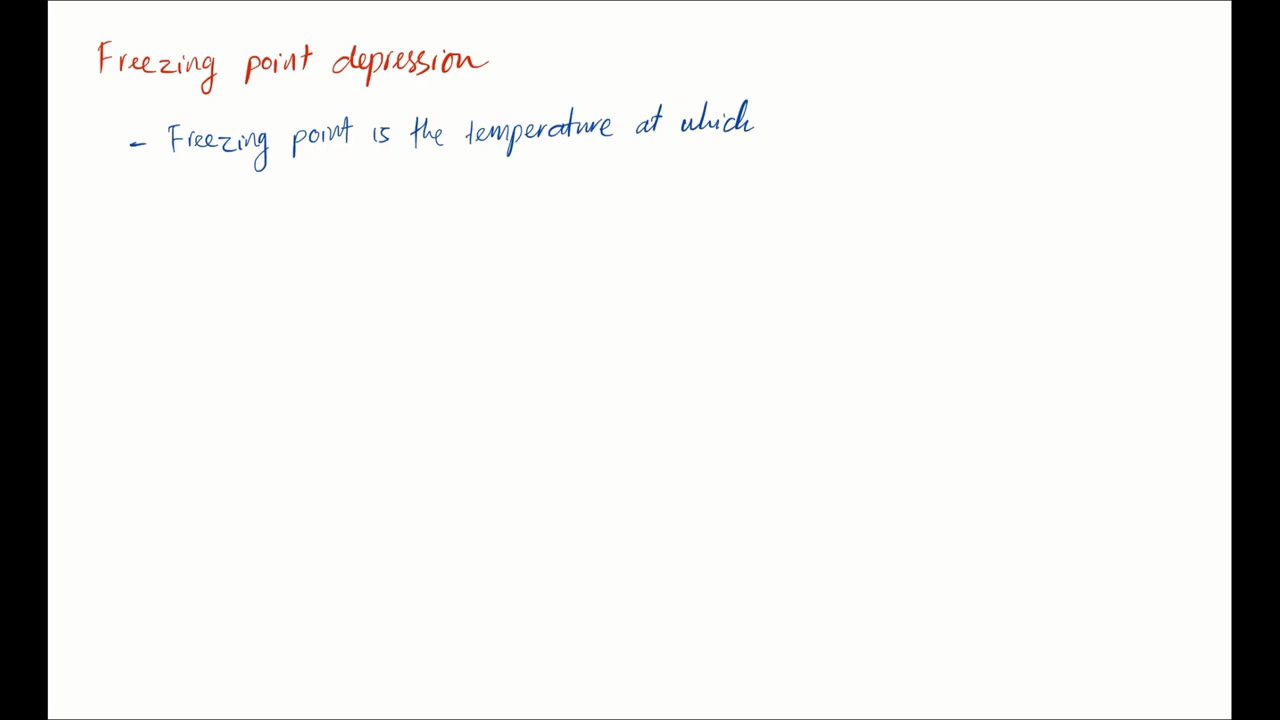 Freezing point depression
- Freezing point is the temperature at which